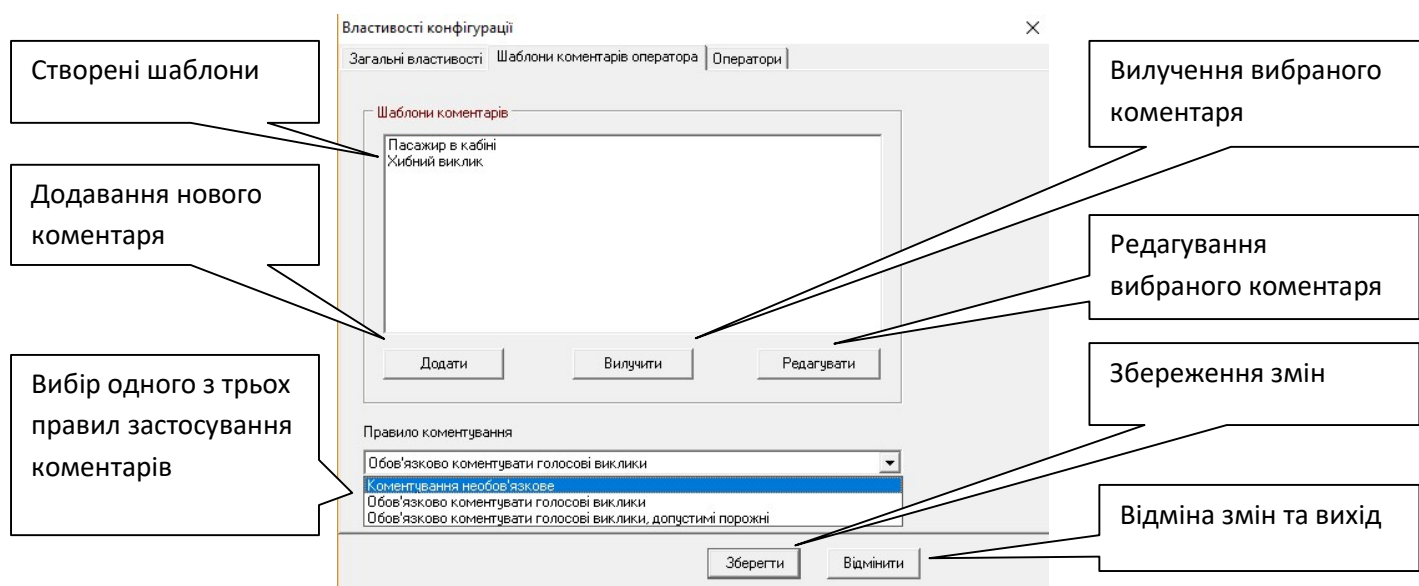 Властивості конфігурації
Загальні властивості Шаблони коментарів оператора Оператори
Створені шаблони
Вилучення вибраного
коментаря
Шаблони коментарів
Пасажир в кабіні
Хибний виклик
Додавання нового
коментаря
Редагування
вибраного коментаря
Додати Вилучити Редагувати
Вибір одного з трьох
правил застосування
коментарів
Збереження змін
Правило коментування
Обов'язково коментувати голосові виклики
Коментування необов'язкове
Обов'язково коментувати голосові виклики
Обов'язково коментувати голосові виклики, допустимі порожні
Відміна змін та вихід
Зберегти Відмінити